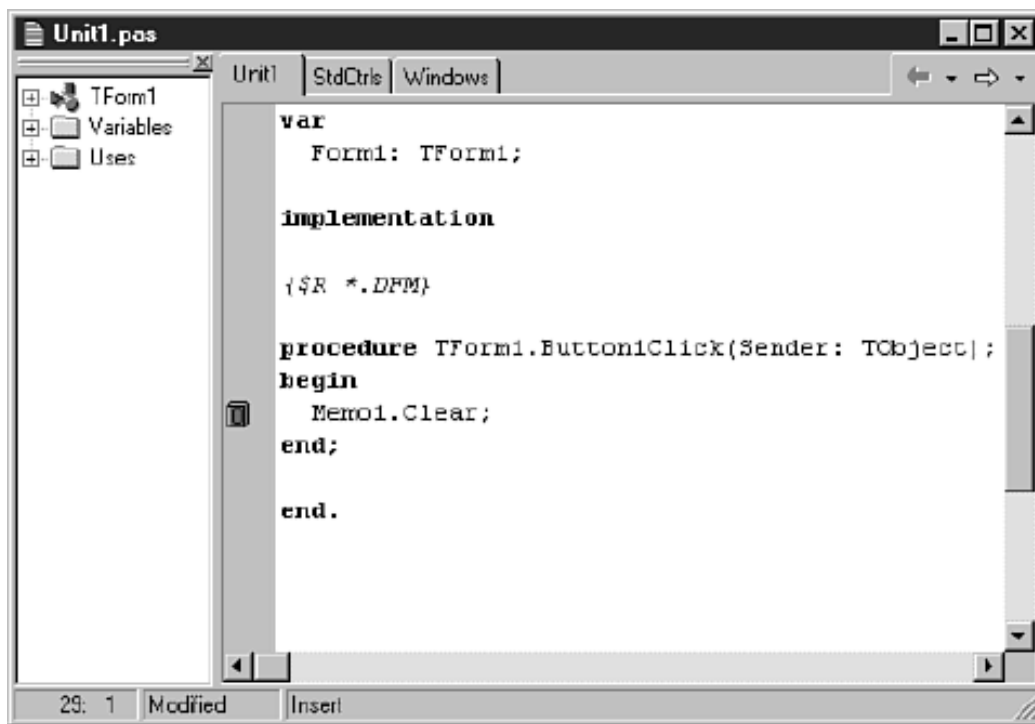 Unit1.pas
TForm1
Variables
Uses
Unit1 StdCtrls Windows
var
Form1: TForm1;
implementation
{$R *.DFM}
procedure TForm1.Button1Click(Sender: TObject);
begin
Memo1.Clear;
end;
end.
29: 1 Modified Insert